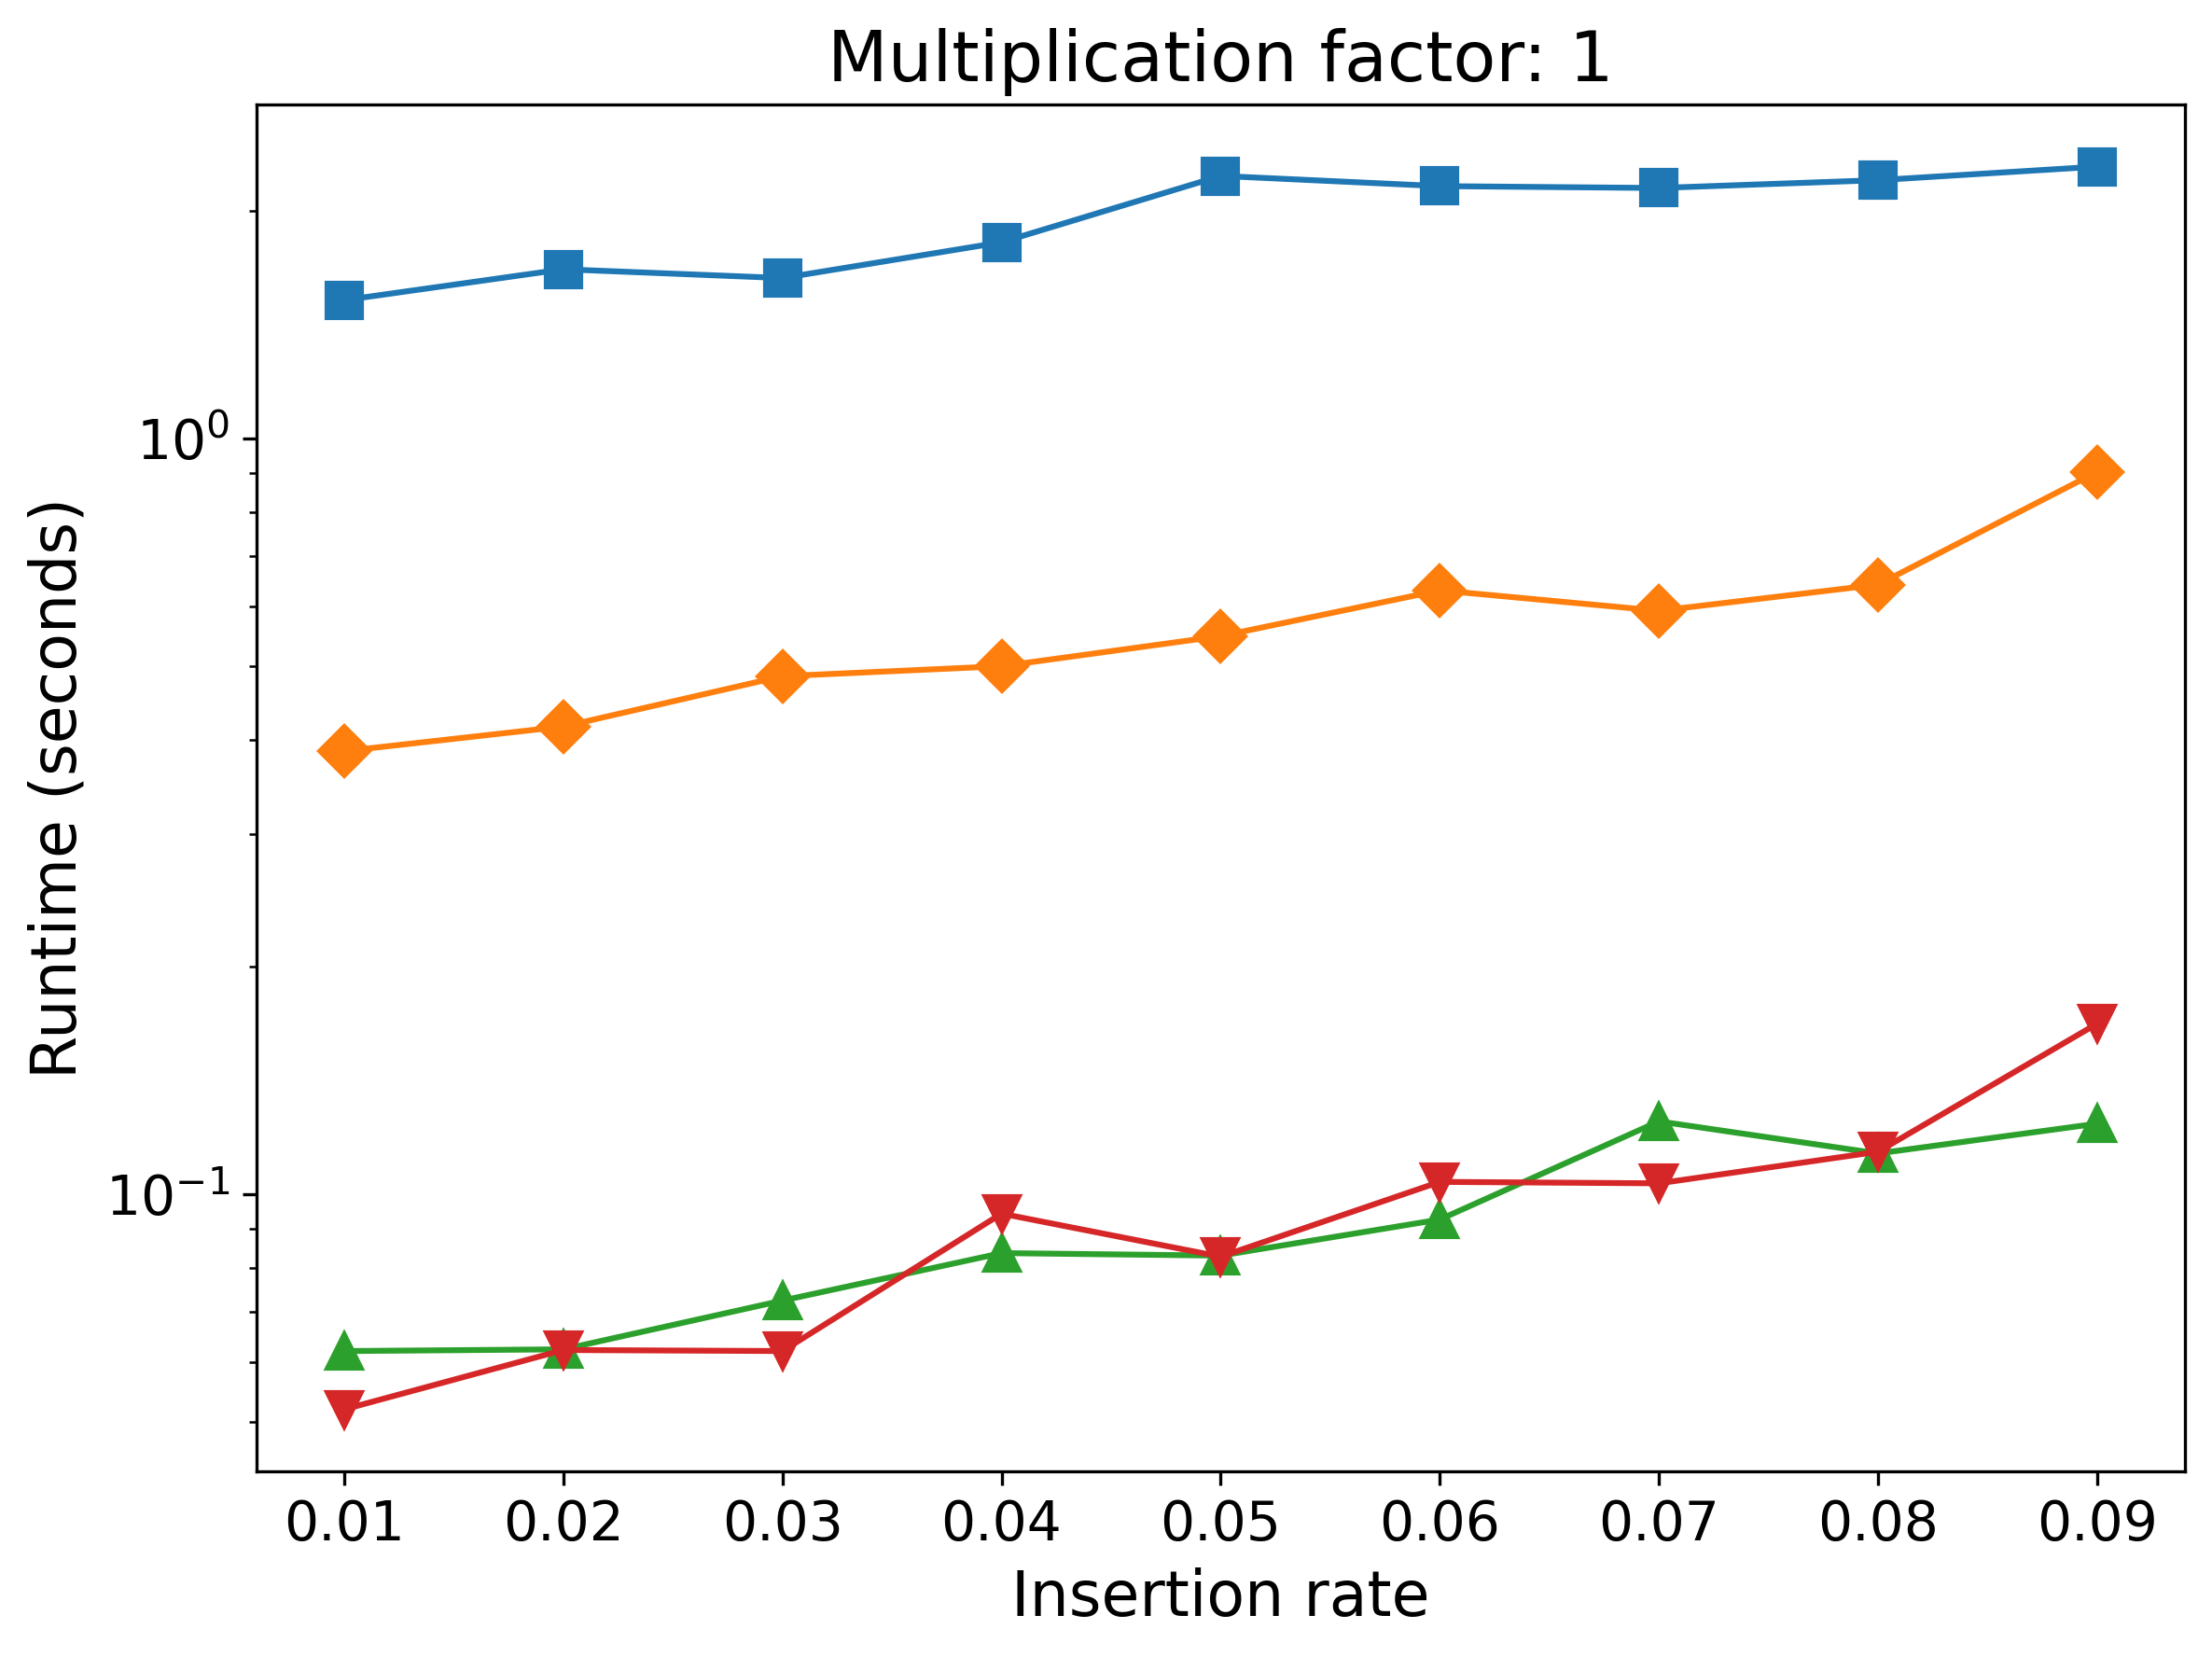 Multiplication factor: 1
Runtime (seconds)
10⁰
10⁻¹
0.01 0.02 0.03 0.04 0.05 0.06 0.07 0.08 0.09
Insertion rate